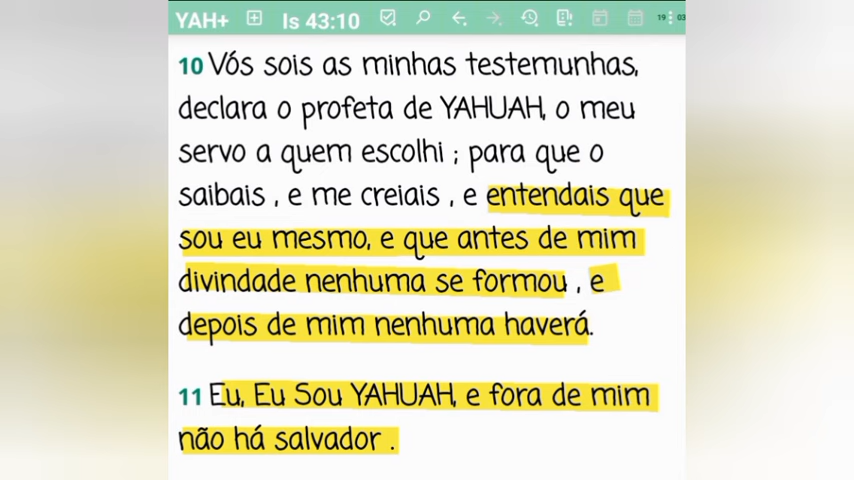 YAH+ Is 43:10 19 03
10 Vós sois as minhas testemunhas,
declara o profeta de YAHUAH, o meu
servo a quem escolhi ; para que o
saibais , e me creiais , e entendais que
sou eu mesmo, e que antes de mim
divindade nenhuma se formou , e
depois de mim nenhuma haverá.
11 Eu, Eu Sou YAHUAH, e fora de mim
não há salvador .